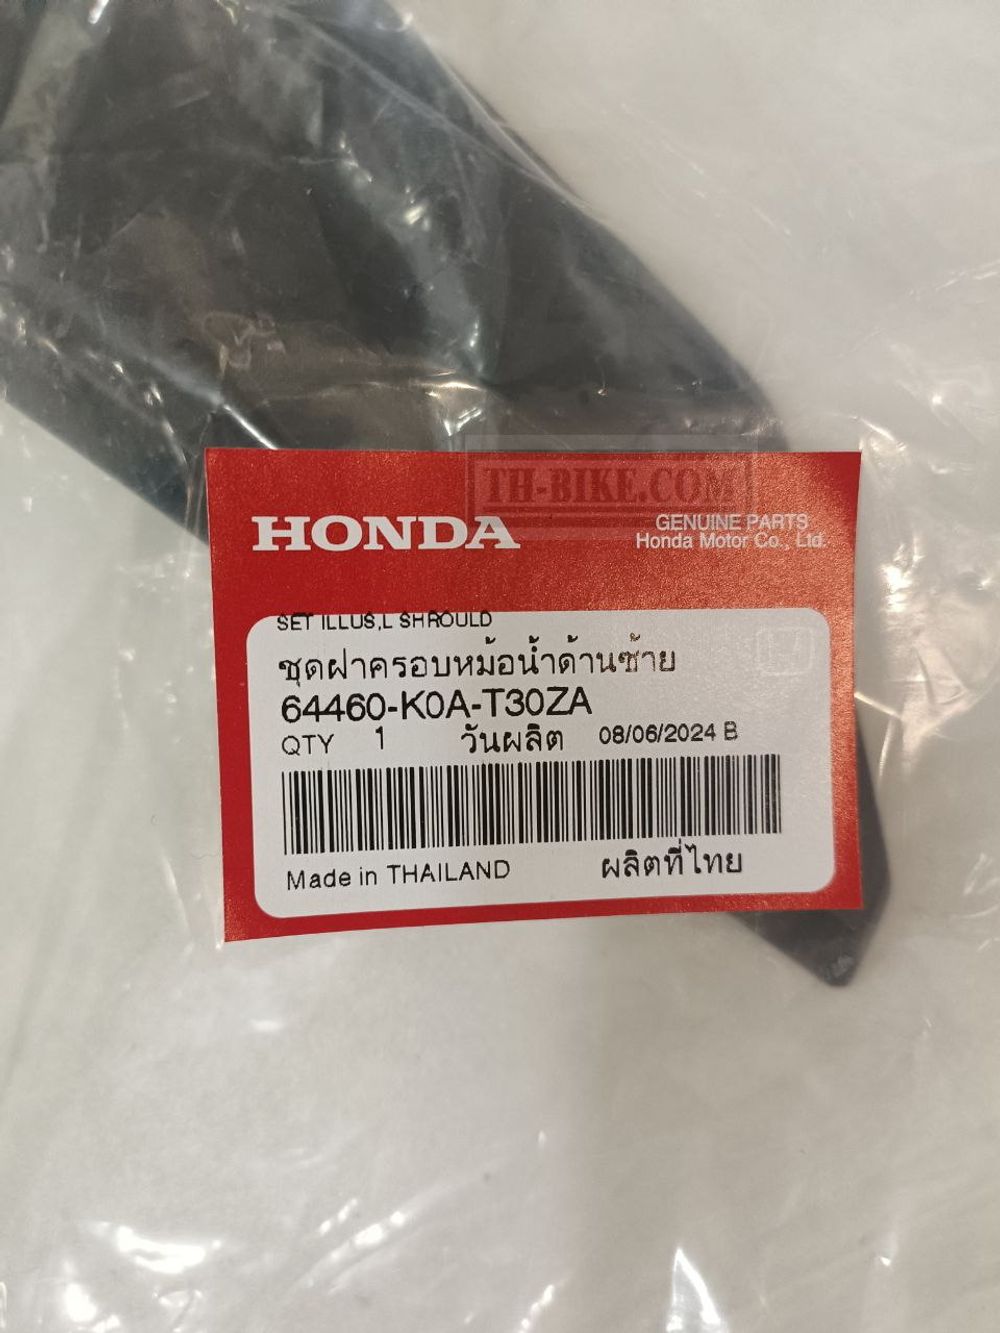 TH-BIKE.COM
HONDA
GENUINE PARTS
Honda Motor Co., Ltd.
SET ILLUS,L SHROULD
ชุดฝาครอบหม้อน้ำด้านซ้าย
64460-K0A-T30ZA
QTY 1 วันผลิต 08/06/2024 B
Made in THAILAND ผลิตที่ไทย